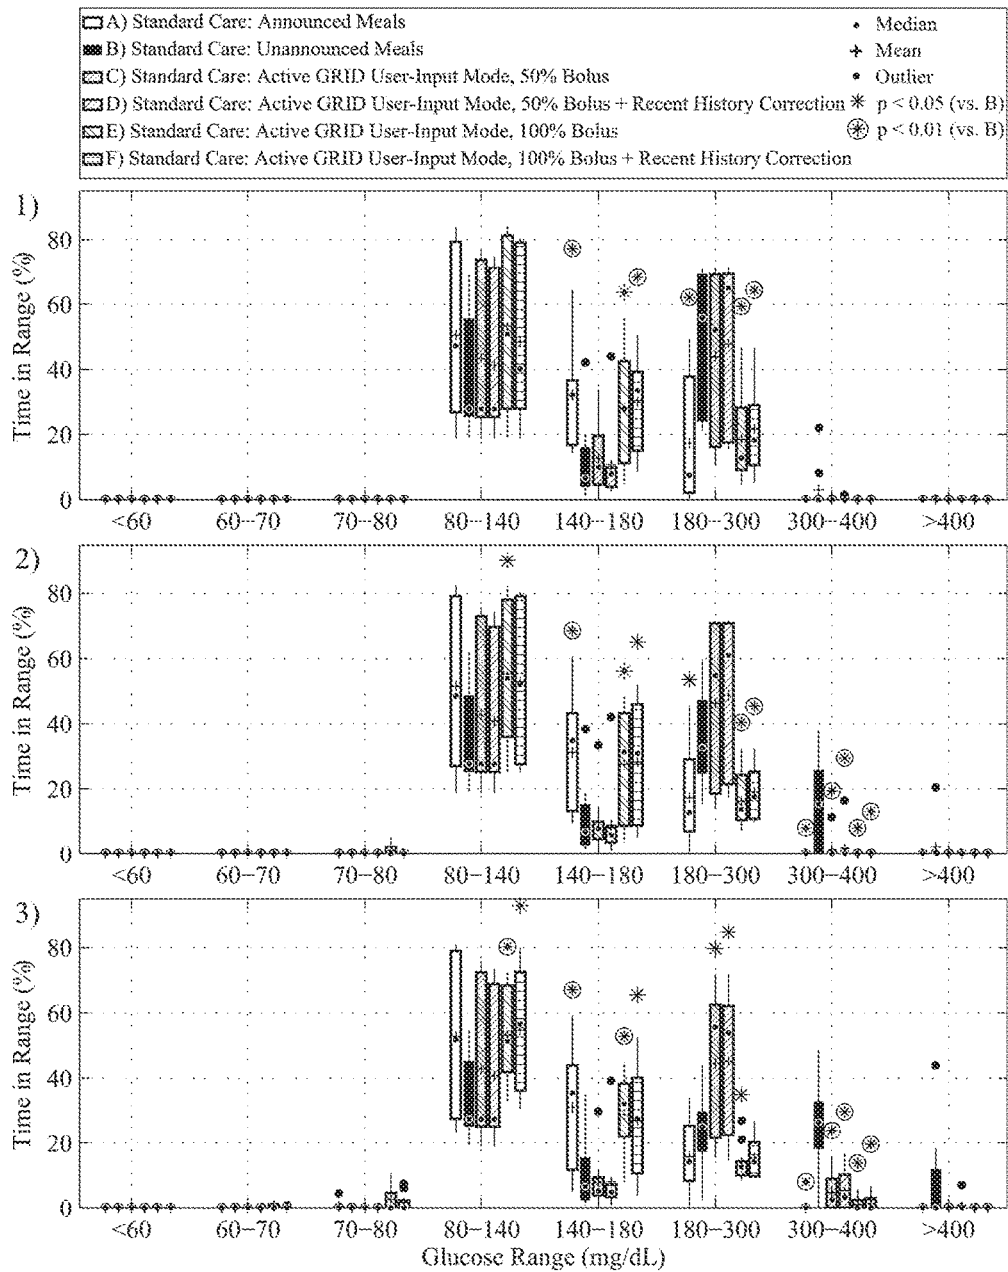 A) Standard Care: Announced Meals
B) Standard Care: Unannounced Meals
C) Standard Care: Active GRID User-Input Mode, 50% Bolus
D) Standard Care: Active GRID User-Input Mode, 50% Bolus + Recent History Correction
E) Standard Care: Active GRID User-Input Mode, 100% Bolus
F) Standard Care: Active GRID User-Input Mode, 100% Bolus + Recent History Correction
Median
Mean
Outlier
p < 0.05 (vs. B)
p < 0.01 (vs. B)
1)
Time in Range (%)
80
60
40
20
0
<60 60-70 70-80 80-140 140-180 180-300 300-400 >400
2)
Time in Range (%)
80
60
40
20
0
<60 60-70 70-80 80-140 140-180 180-300 300-400 >400
3)
Time in Range (%)
80
60
40
20
0
<60 60-70 70-80 80-140 140-180 180-300 300-400 >400
Glucose Range (mg/dL)